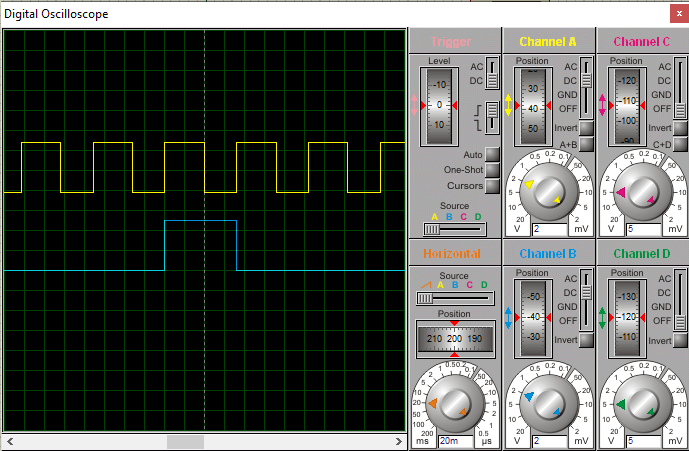 Digital Oscilloscope
x
Trigger
Level
-10
0
10
AC
DC
Auto
One-Shot
Cursors
Source
A B C D
Channel A
Position
20
30
40
50
AC
DC
GND
OFF
Invert
A+B
20 10 5 2 1 0.5 0.2 0.1 50 20 10 5 2
V 2 mV
Channel C
Position
-120
-110
-100
-90
AC
DC
GND
OFF
Invert
C+D
20 10 5 2 1 0.5 0.2 0.1 50 20 10 5 2
V 5 mV
Horizontal
Source
A B C D
Position
210 200 190
200 100 50 20 10 5 2 1 0.5 0.2 0.1 50 20 10 5 2 1 0.5
ms 20m µs
Channel B
Position
-50
-40
-30
AC
DC
GND
OFF
Invert
20 10 5 2 1 0.5 0.2 0.1 50 20 10 5 2
V 2 mV
Channel D
Position
-130
-120
-110
AC
DC
GND
OFF
Invert
20 10 5 2 1 0.5 0.2 0.1 50 20 10 5 2
V 5 mV